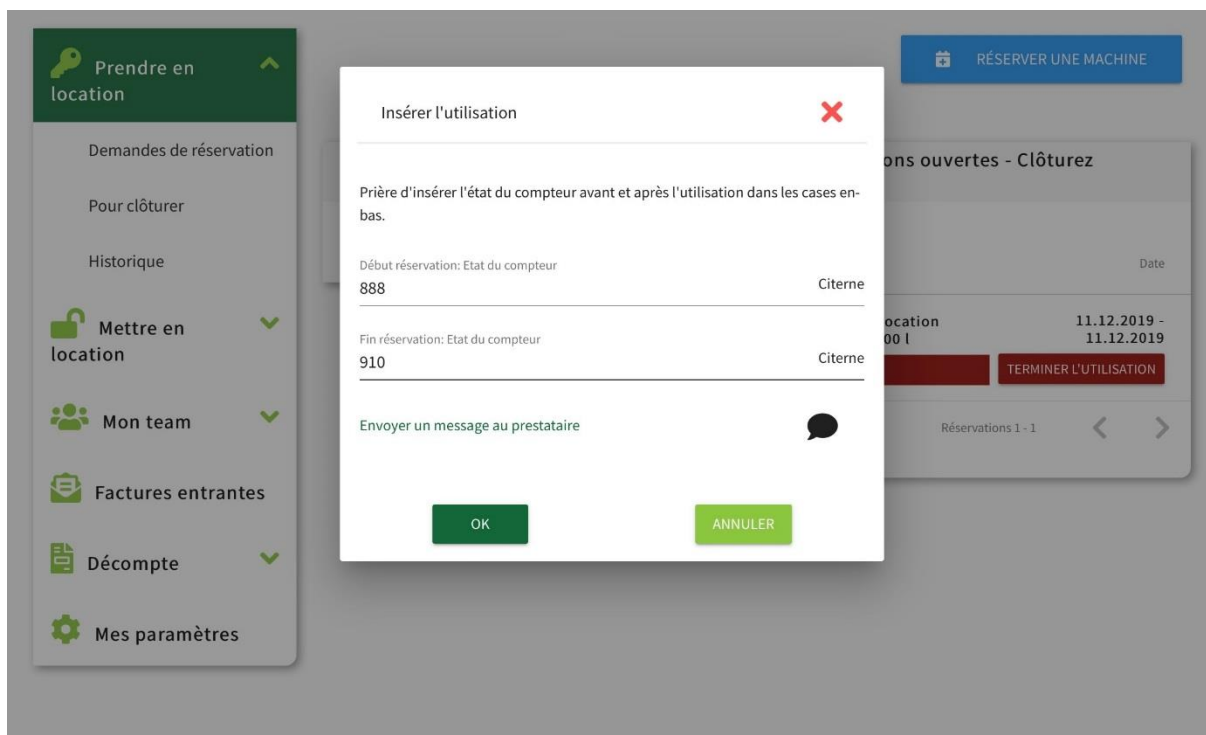 Prendre en
location
Demandes de réservation
Pour clôturer
Historique
Mettre en
location
Mon team
Factures entrantes
Décompte
Mes paramètres
RÉSERVER UNE MACHINE
Insérer l'utilisation
Prière d'insérer l'état du compteur avant et après l'utilisation dans les cases en-
bas.
Début réservation: Etat du compteur
888 Citerne
Fin réservation: Etat du compteur
910 Citerne
Envoyer un message au prestataire
OK ANNULER
ons ouvertes - Clôturez
Date
ocation 11.12.2019 -
00 l 11.12.2019
TERMINER L'UTILISATION
Réservations 1 - 1